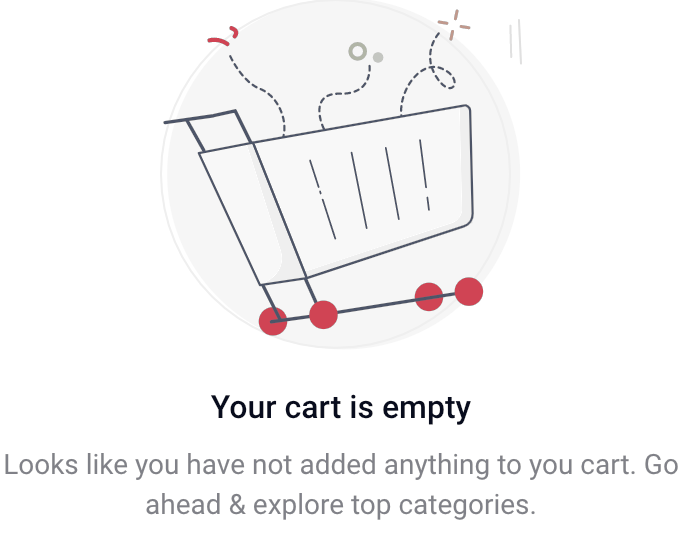 Your cart is empty
Looks like you have not added anything to you cart. Go
ahead & explore top categories.